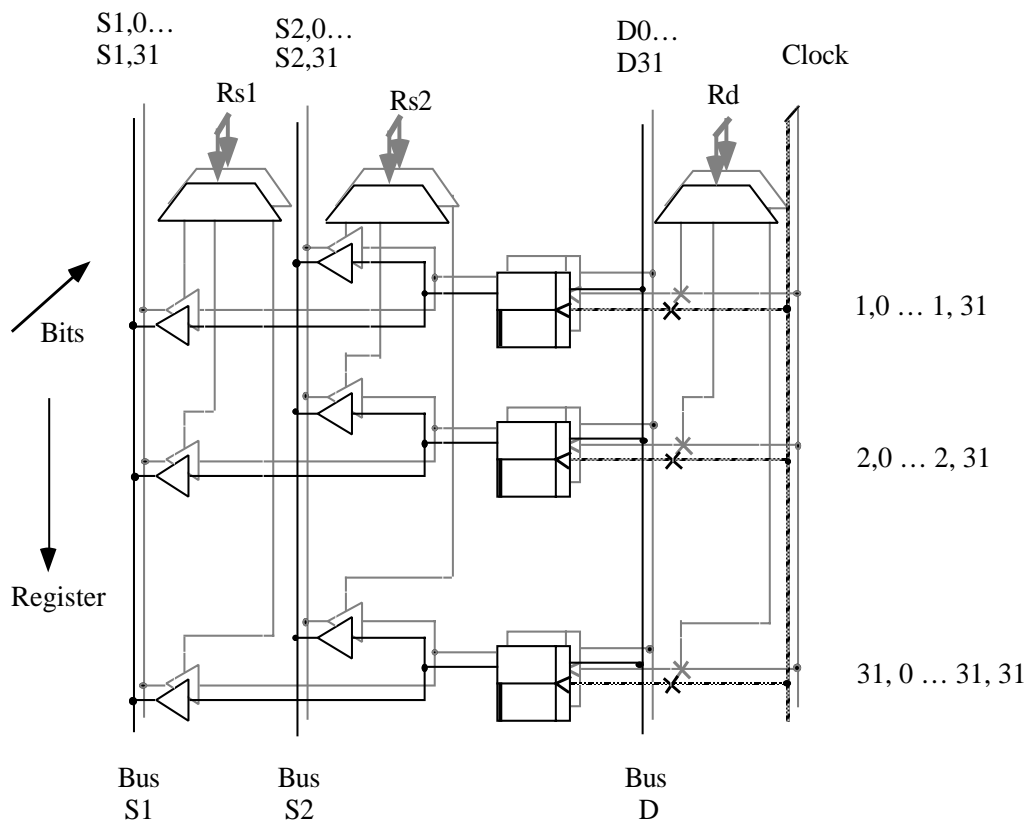 S1,0…
S1,31
S2,0…
S2,31
D0…
D31
Clock
Rs1
Rs2
Rd
Bits
1,0 … 1, 31
2,0 … 2, 31
Register
31, 0 … 31, 31
Bus
S1
Bus
S2
Bus
D